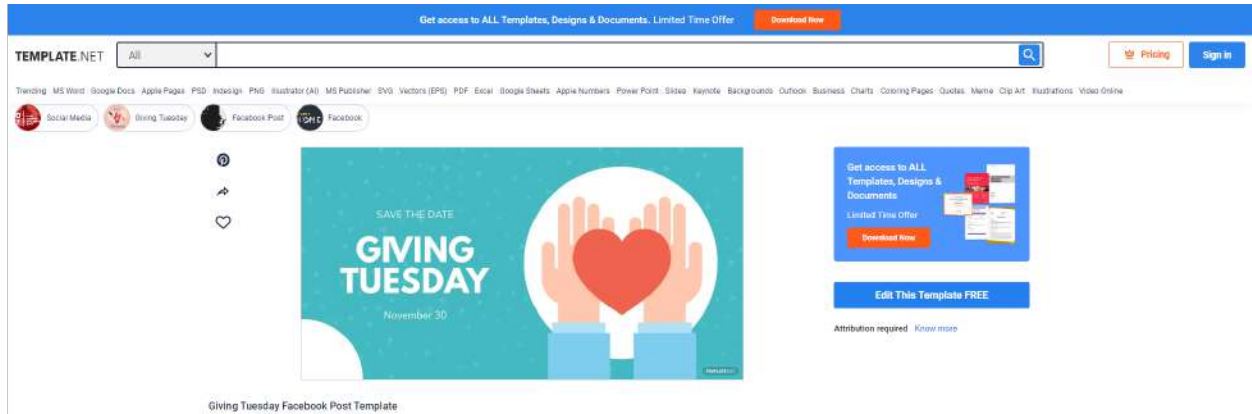 Get access to ALL Templates, Designs & Documents. Limited Time Offer Download Now
TEMPLATE.NET All Pricing Sign in
Trending MS Word Google Docs Apple Pages PSD Indesign PNG Illustrator (AI) MS Publisher SVG Vectors (EPS) PDF Excel Google Sheets Apple Numbers Power Point Slides Keynote Backgrounds Outlook Business Charts Coloring Pages Quotes Meme Clip Art Illustrations Video Online
Social Media Giving Tuesday Facebook Post Facebook
SAVE THE DATE
GIVING
TUESDAY
November 30
TEMPLATE.NET
Get access to ALL
Templates, Designs &
Documents
Limited Time Offer
Download Now
Edit This Template FREE
Attribution required Know more
Giving Tuesday Facebook Post Template